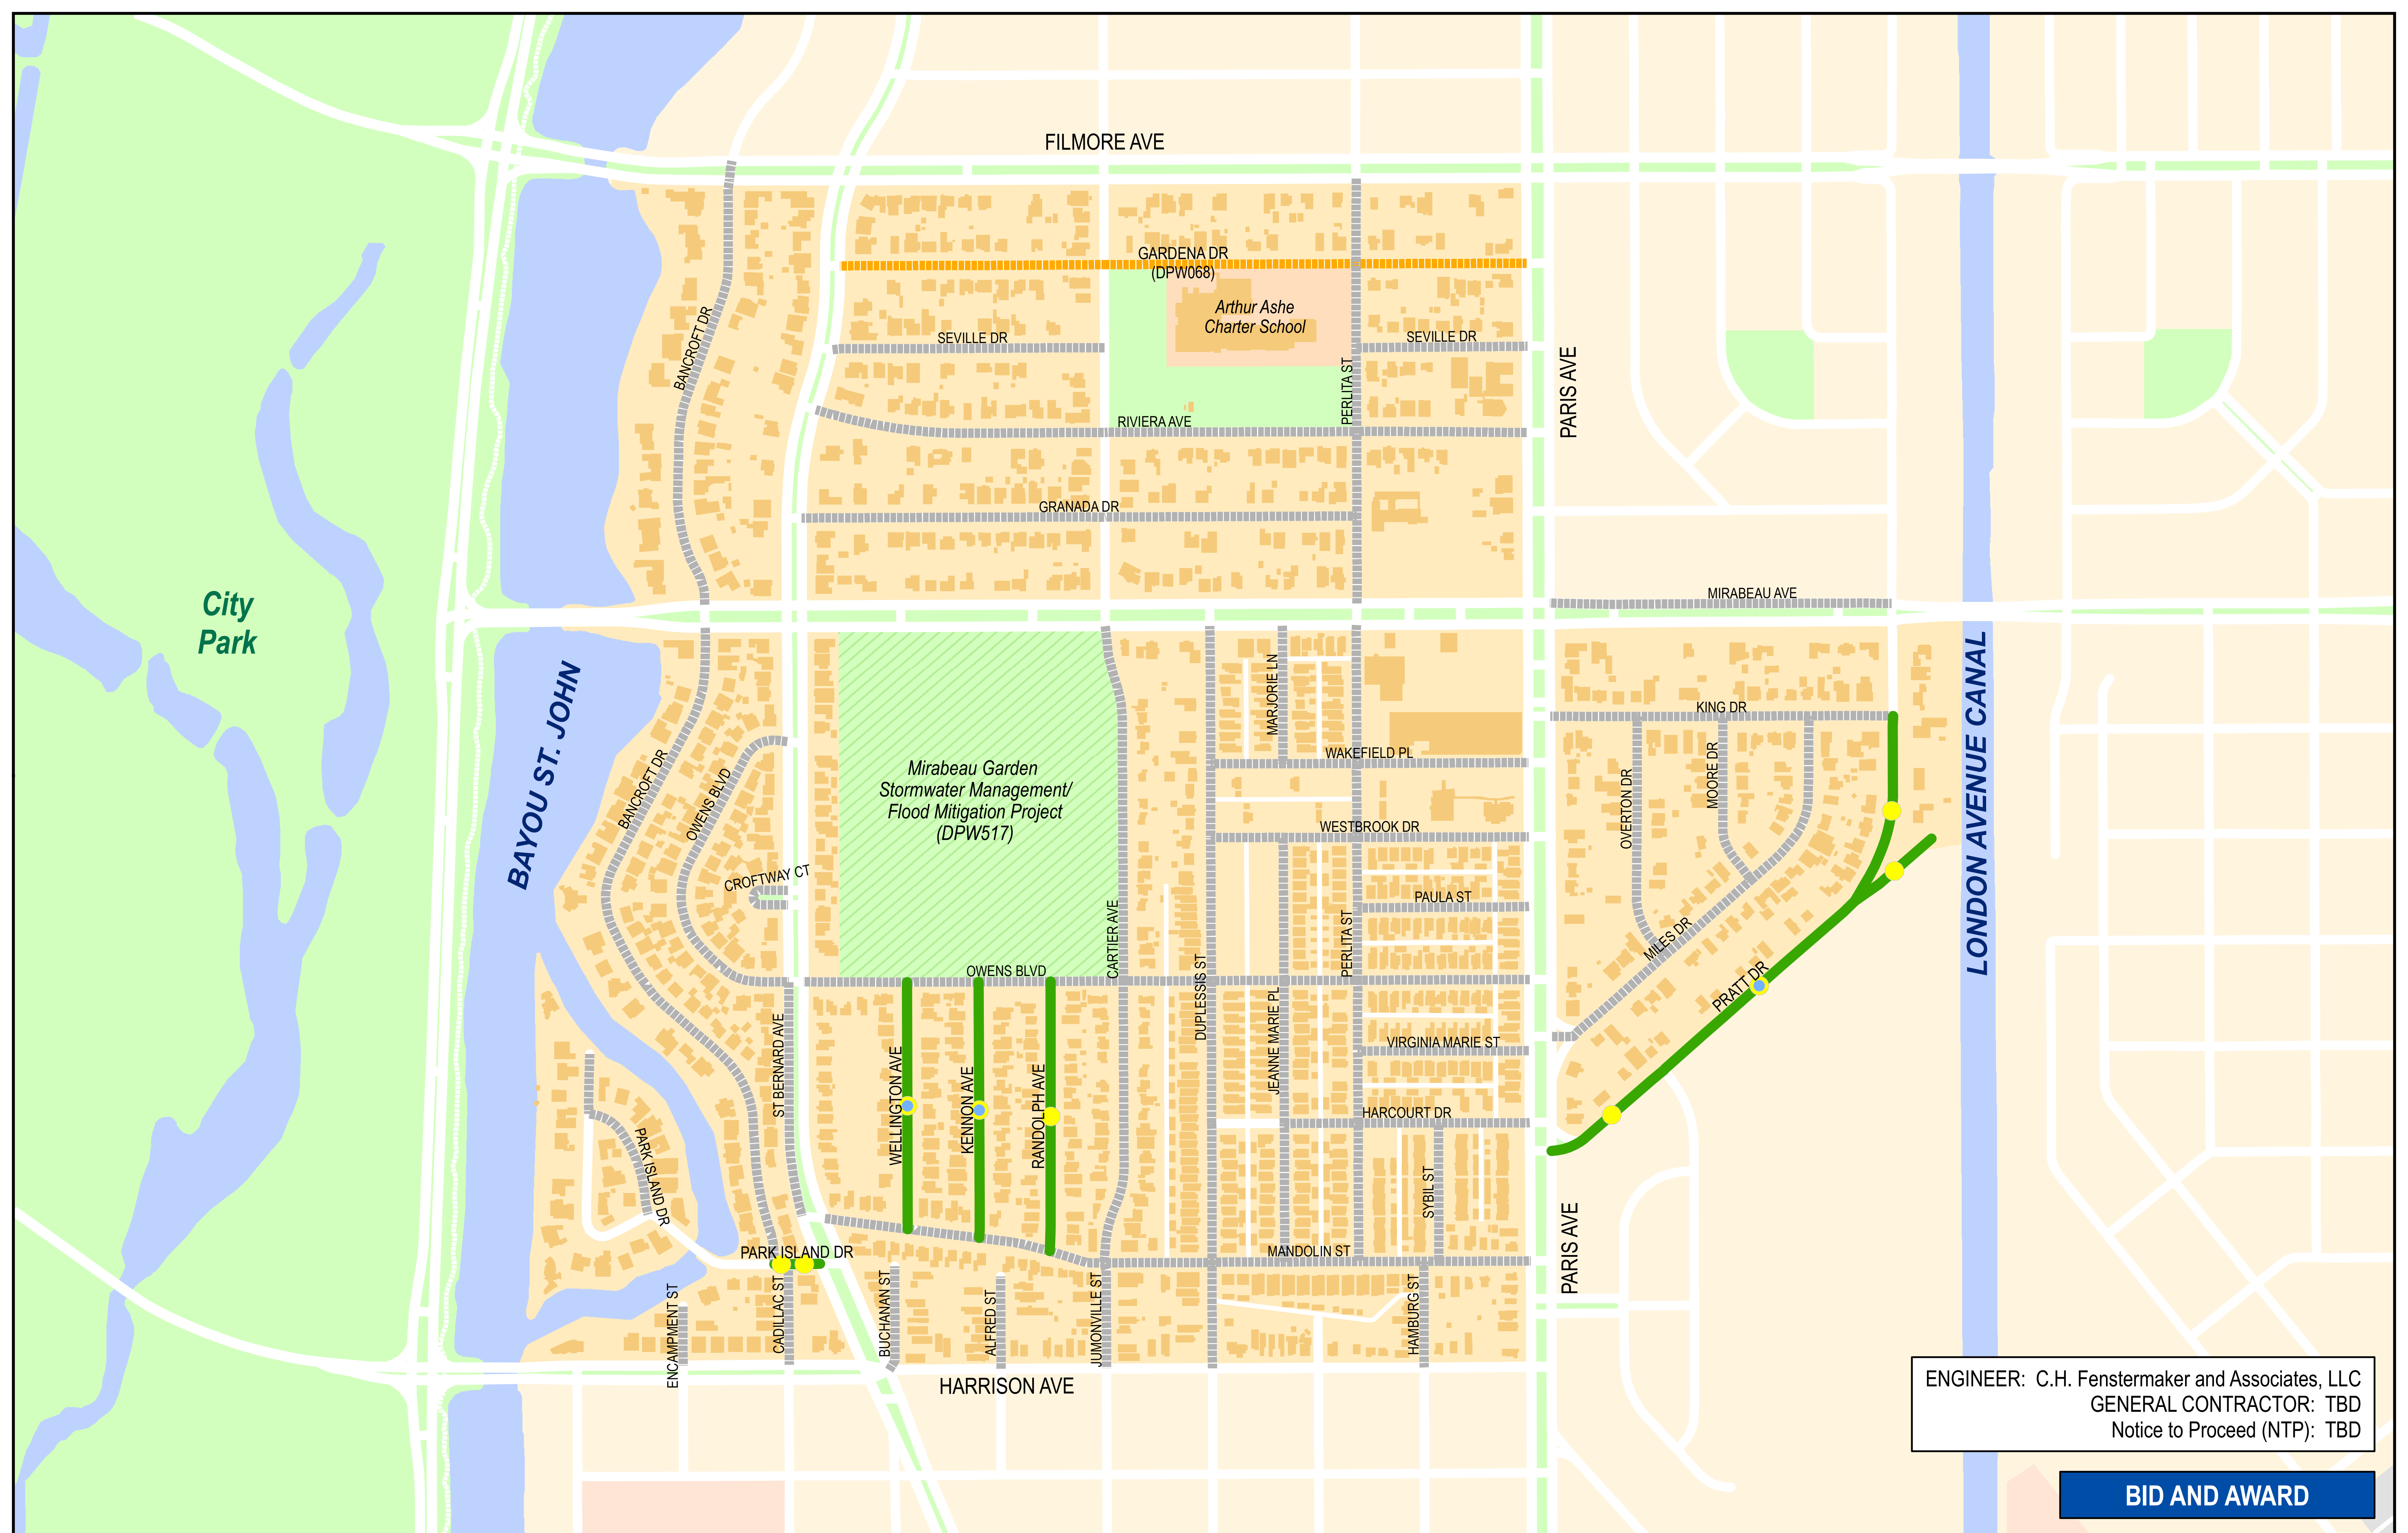 FILMORE AVE
GARDENA DR
(DPW068)
Arthur Ashe
Charter School
BANCROFT DR
SEVILLE DR
SEVILLE DR
PERLITA ST
PARIS AVE
RIVIERA AVE
GRANADA DR
City
Park
MIRABEAU AVE
BAYOU ST. JOHN
LONDON AVENUE CANAL
MARJORIE LN
KING DR
BANCROFT DR
OWENS BLVD
Mirabeau Garden
Stormwater Management/
Flood Mitigation Project
(DPW517)
WAKEFIELD PL
OVERTON DR
MOORE DR
WESTBROOK DR
CROFTWAY CT
PAULA ST
CARTIER AVE
PERLITA ST
MILES DR
OWENS BLVD
DUPLESSIS ST
PRATT DR
ST BERNARD AVE
JEANNE MARIE PL
VIRGINIA MARIE ST
WELLINGTON AVE
KENNON AVE
RANDOLPH AVE
HARCOURT DR
PARK ISLAND DR
SYBIL ST
PARIS AVE
PARK ISLAND DR
MANDOLIN ST
ENCAMPMENT ST
CADILLAC ST
BUCHANAN ST
ALFRED ST
JUMONVILLE ST
HAMBURG ST
HARRISON AVE
ENGINEER: C.H. Fenstermaker and Associates, LLC
GENERAL CONTRACTOR: TBD
Notice to Proceed (NTP): TBD
BID AND AWARD